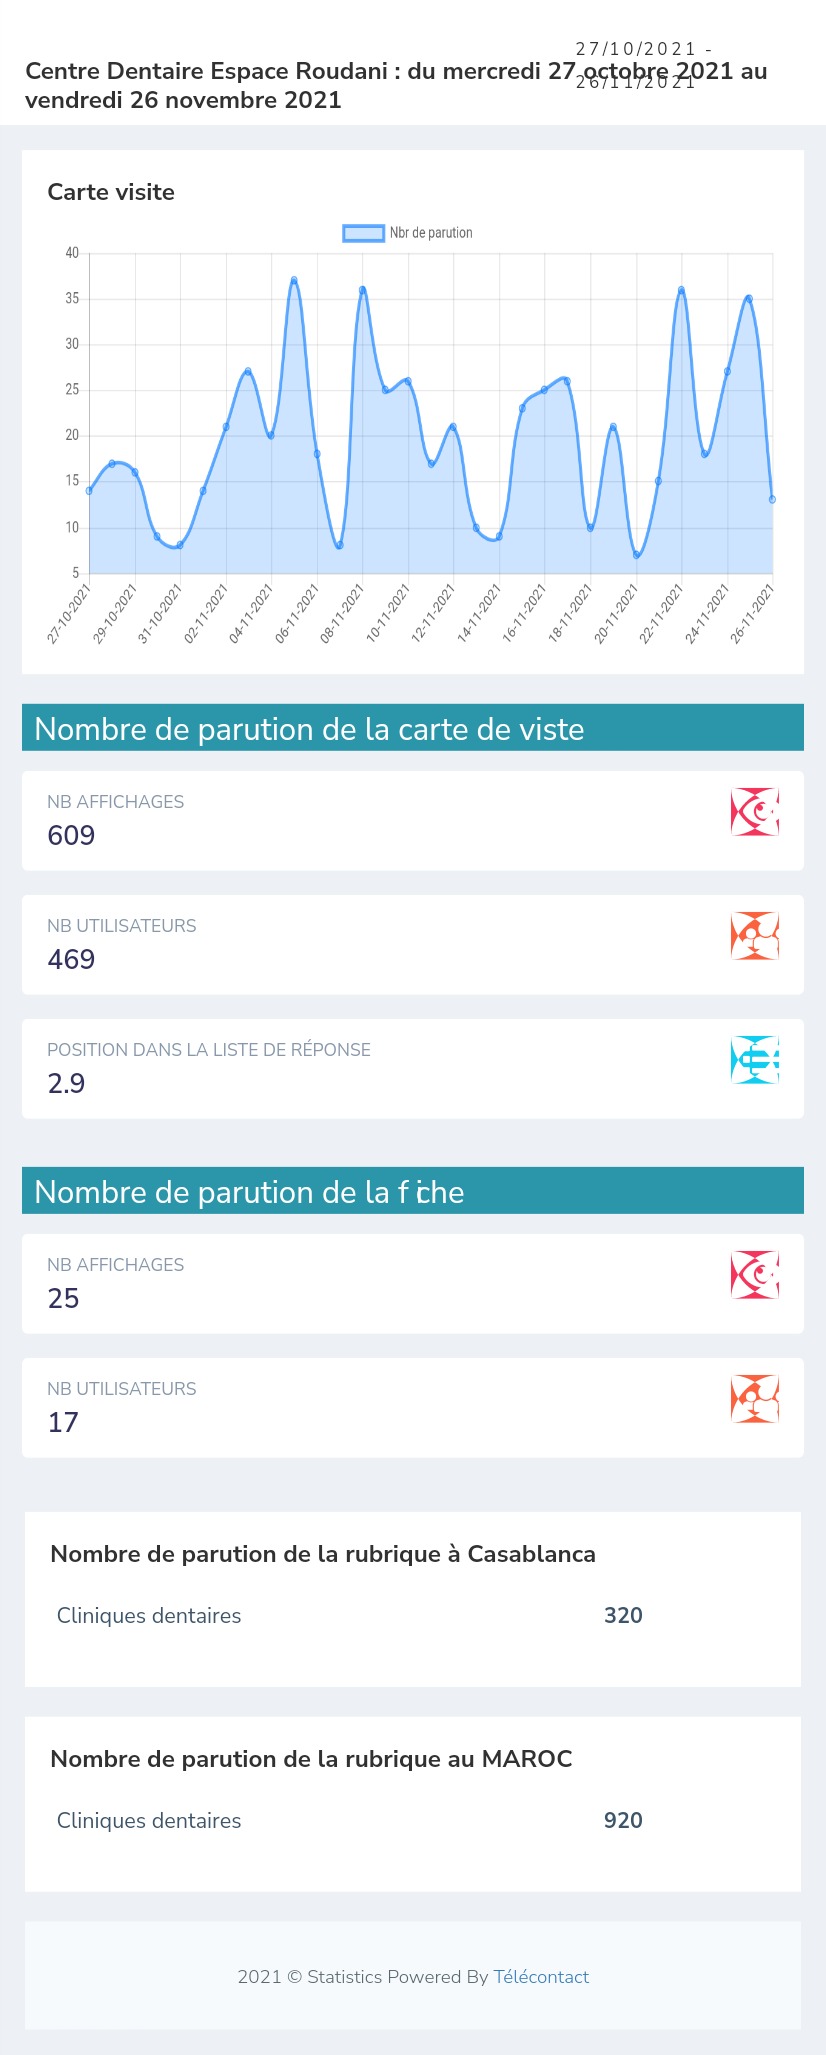 27/10/2021 -
26/11/2021
Centre Dentaire Espace Roudani : du mercredi 27 octobre 2021 au
vendredi 26 novembre 2021
Carte visite
Nbr de parution
40
35
30
25
20
15
10
5
27-10-2021
29-10-2021
31-10-2021
02-11-2021
04-11-2021
06-11-2021
08-11-2021
10-11-2021
12-11-2021
14-11-2021
16-11-2021
18-11-2021
20-11-2021
22-11-2021
24-11-2021
26-11-2021
Nombre de parution de la carte de viste
NB AFFICHAGES
609
NB UTILISATEURS
469
POSITION DANS LA LISTE DE RÉPONSE
2.9
Nombre de parution de la fiche
NB AFFICHAGES
25
NB UTILISATEURS
17
Nombre de parution de la rubrique à Casablanca
Cliniques dentaires 320
Nombre de parution de la rubrique au MAROC
Cliniques dentaires 920
2021 © Statistics Powered By Télécontact